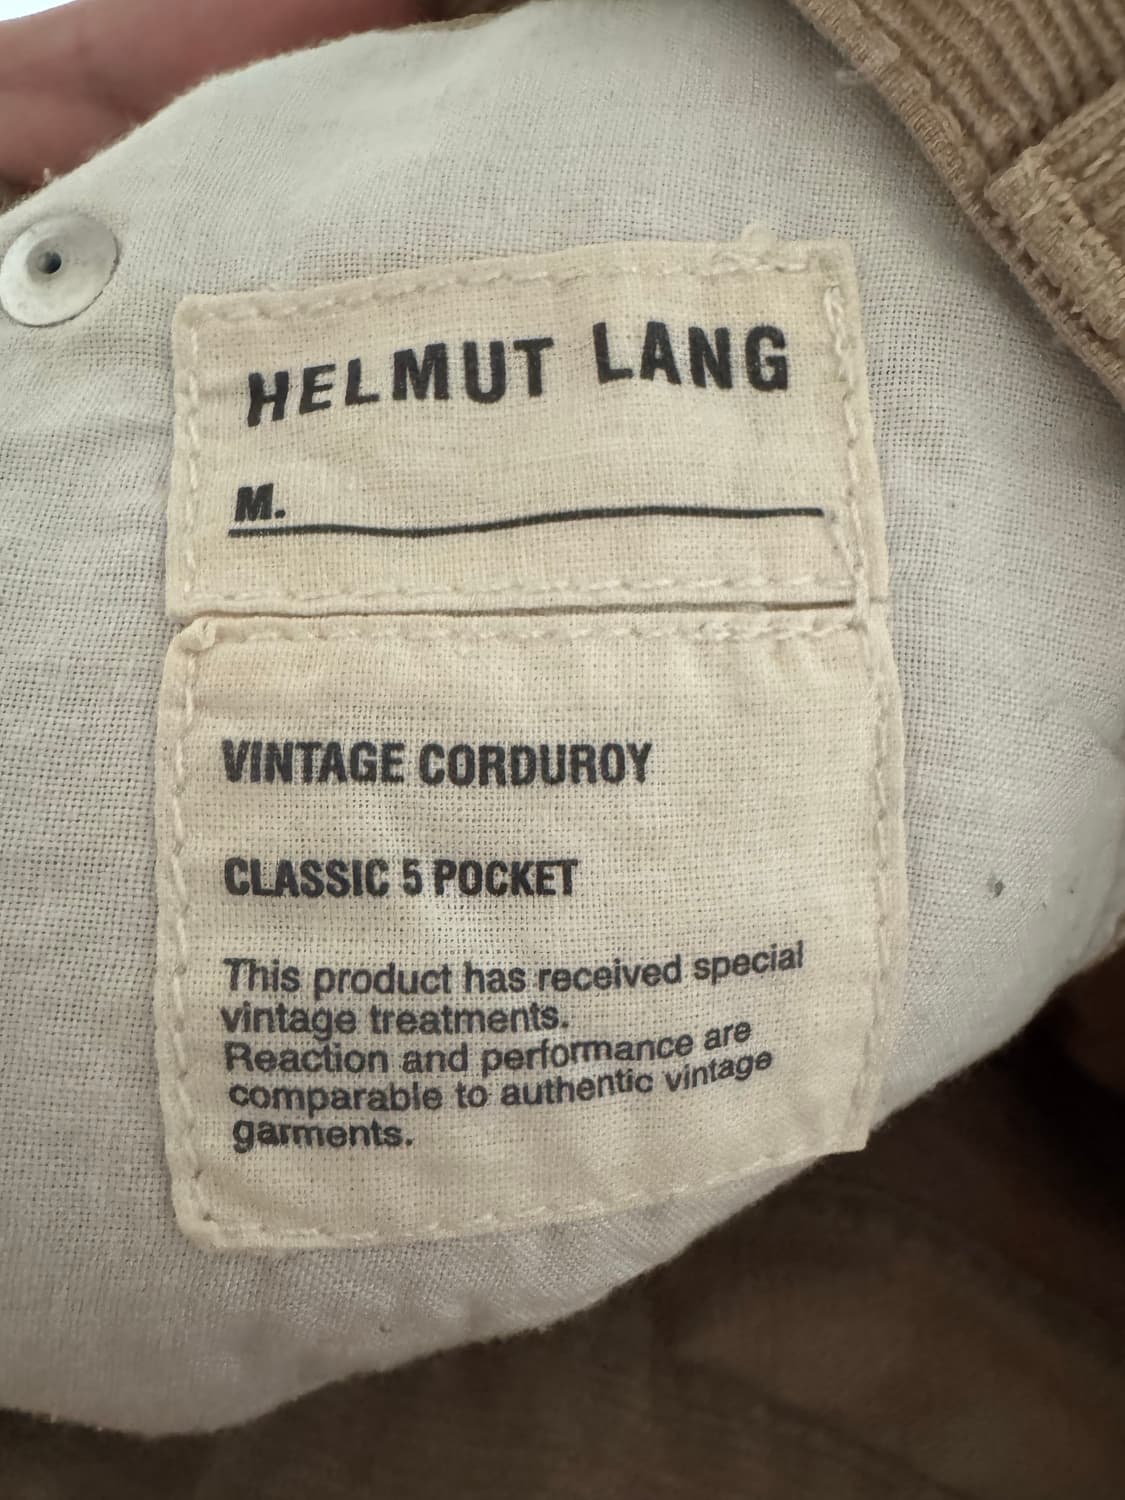 HELMUT LANG
M.
VINTAGE CORDUROY
CLASSIC 5 POCKET
This product has received special
vintage treatments.
Reaction and performance are
comparable to authentic vintage
garments.